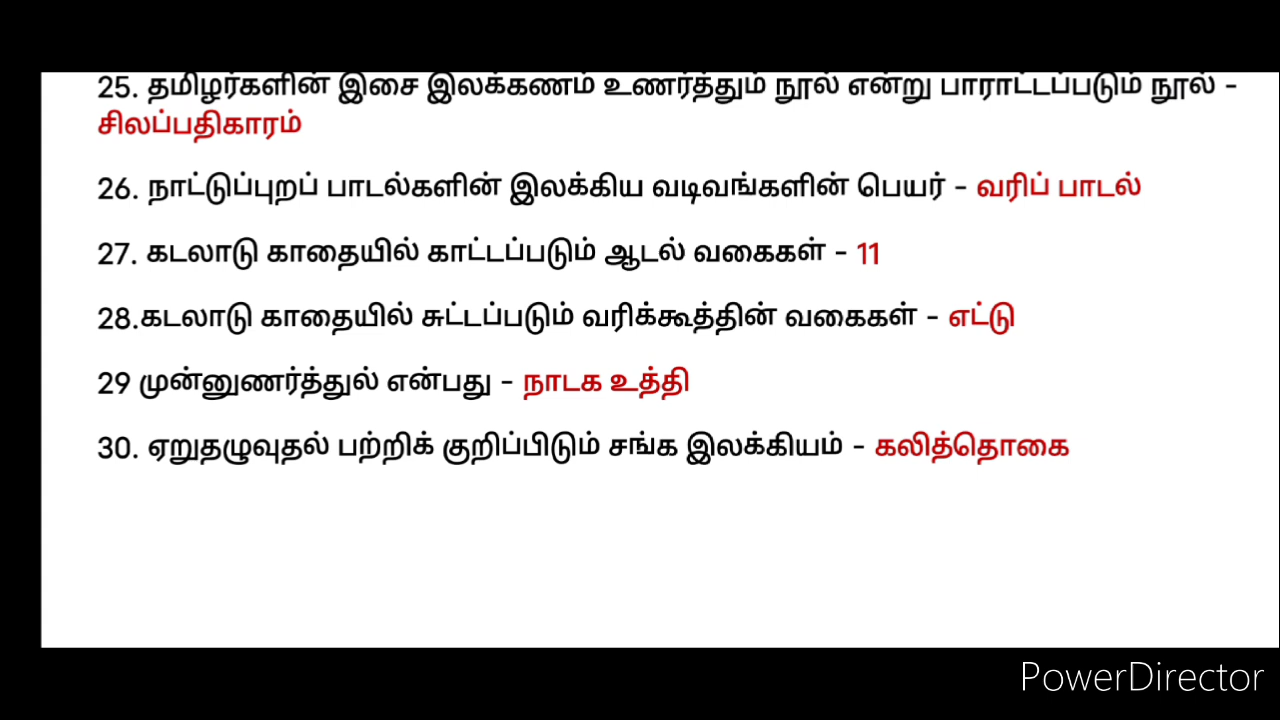 25. தமிழர்களின் இசை இலக்கணம் உணர்த்தும் நூல் என்று பாராட்டப்படும் நூல் -
சிலப்பதிகாரம்
26. நாட்டுப்புறப் பாடல்களின் இலக்கிய வடிவங்களின் பெயர் - வரிப் பாடல்
27. கடலாடு காதையில் காட்டப்படும் ஆடல் வகைகள் - 11
28.கடலாடு காதையில் சுட்டப்படும் வரிக்கூத்தின் வகைகள் - எட்டு
29 முன்னுணர்த்துல் என்பது - நாடக உத்தி
30. ஏறுதழுவுதல் பற்றிக் குறிப்பிடும் சங்க இலக்கியம் - கலித்தொகை
PowerDirector